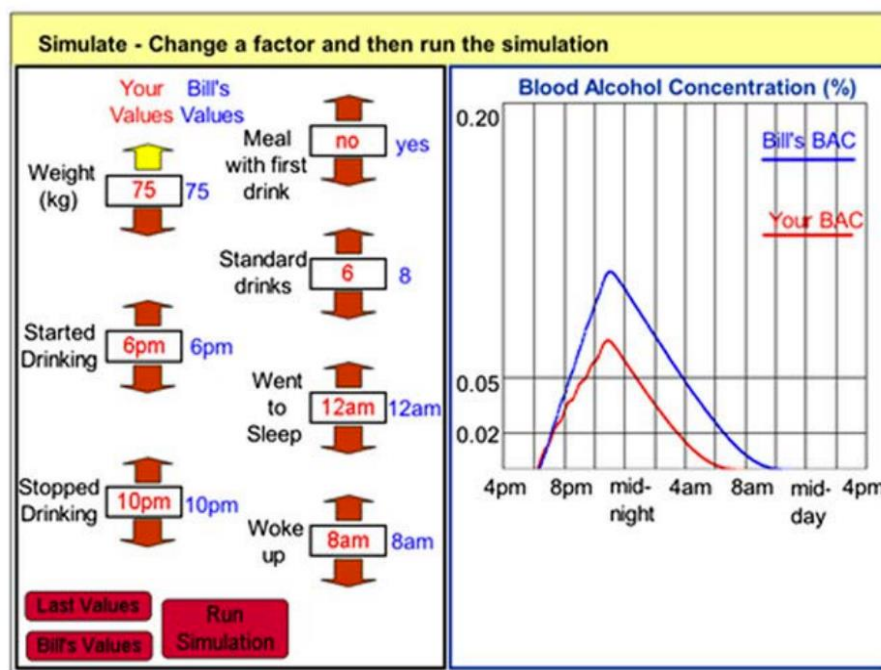 Simulate - Change a factor and then run the simulation
Your Bill's
Values Values
Weight
(kg)
75 75
Started
Drinking
6pm 6pm
Stopped
Drinking
10pm 10pm
Meal
with first
drink
no yes
Standard
drinks
6 8
Went
to
Sleep
12am 12am
Woke
up
8am 8am
Last Values
Bill's Values
Run
Simulation
Blood Alcohol Concentration (%)
0.20
Bill's BAC
Your BAC
0.05
0.02
4pm 8pm mid- 4am 8am mid- 4pm
night day